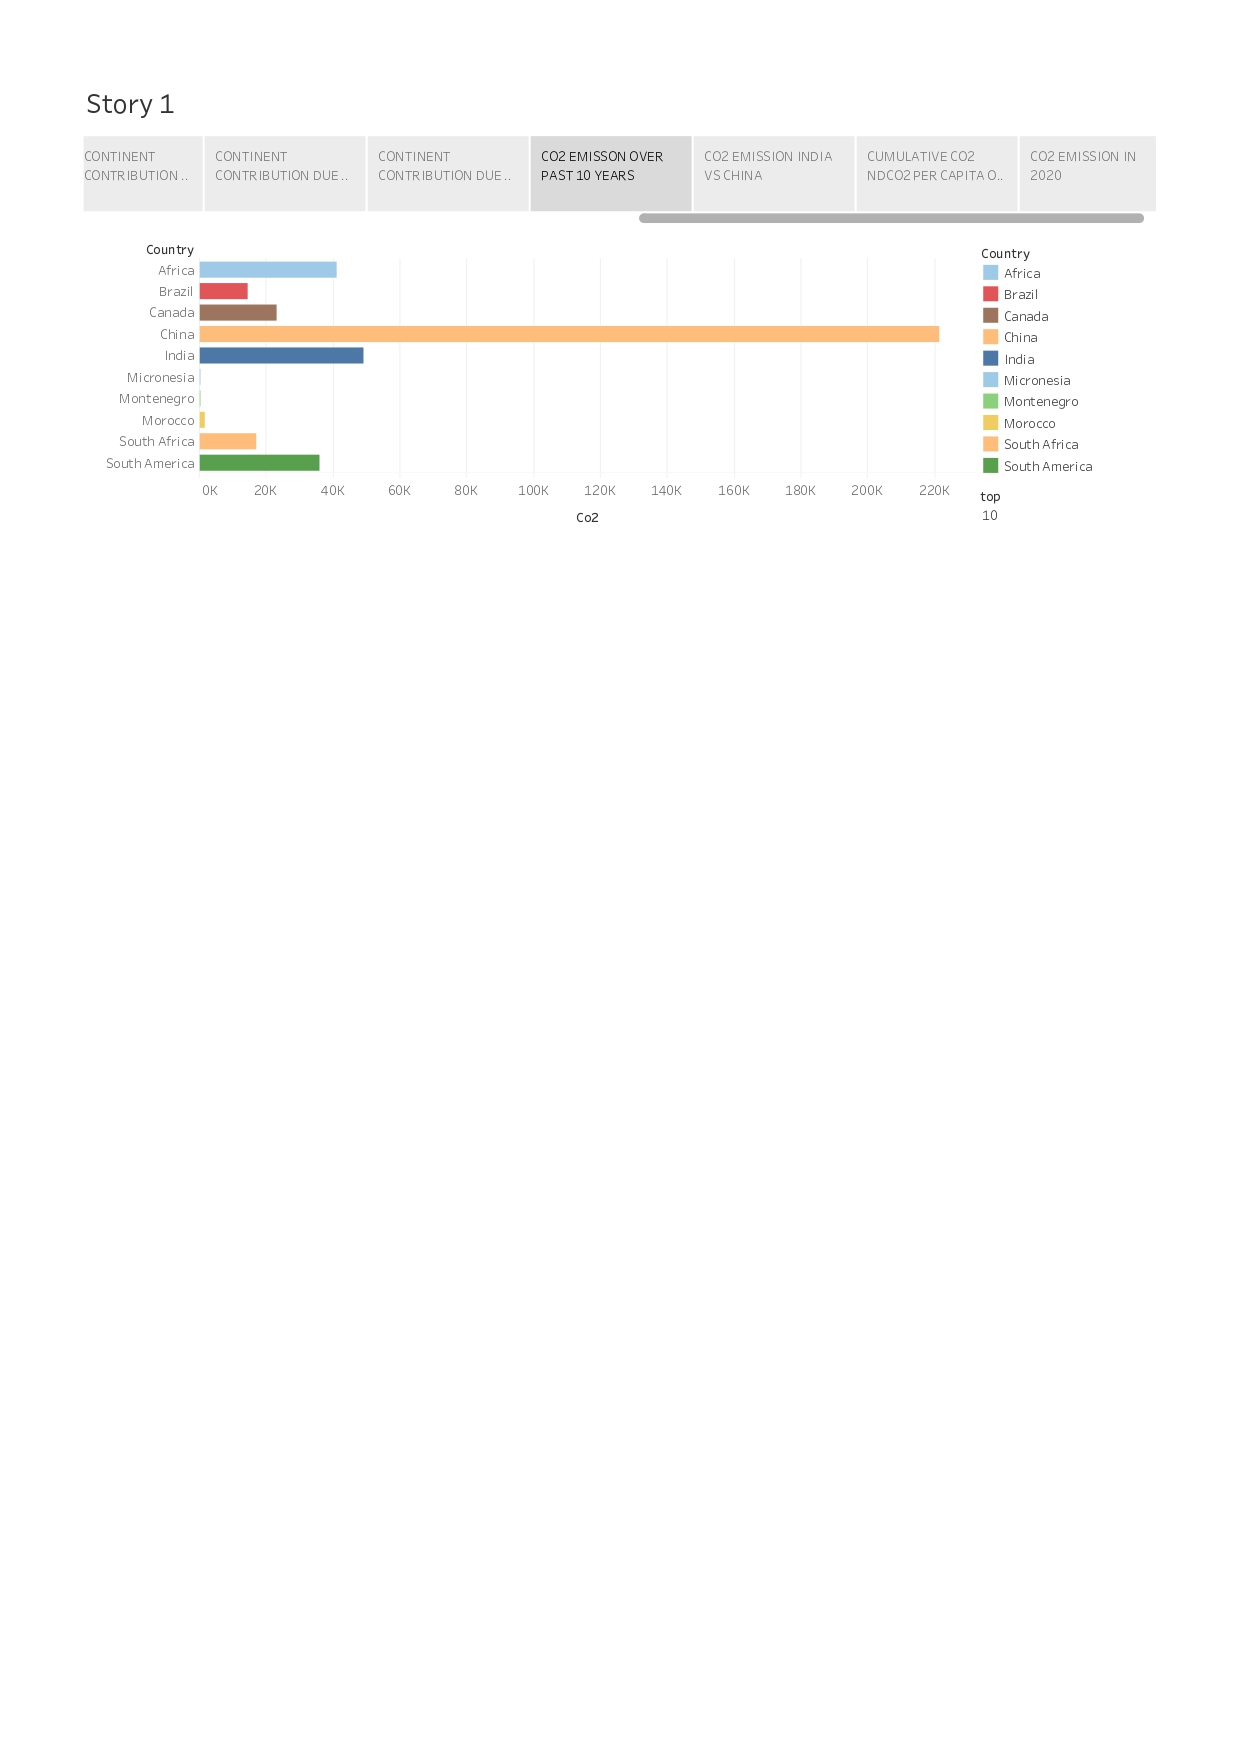 Story 1
CONTINENT
CONTRIBUTION ..
CONTINENT
CONTRIBUTION DUE ..
CONTINENT
CONTRIBUTION DUE ..
CO2 EMISSON OVER
PAST 10 YEARS
CO2 EMISSION INDIA
VS CHINA
CUMULATIVE CO2
NDCO2 PER CAPITA O..
CO2 EMISSION IN
2020
Country
Africa
Brazil
Canada
China
India
Micronesia
Montenegro
Morocco
South Africa
South America
0K 20K 40K 60K 80K 100K 120K 140K 160K 180K 200K 220K
Co2
Country
Africa
Brazil
Canada
China
India
Micronesia
Montenegro
Morocco
South Africa
South America
top
10